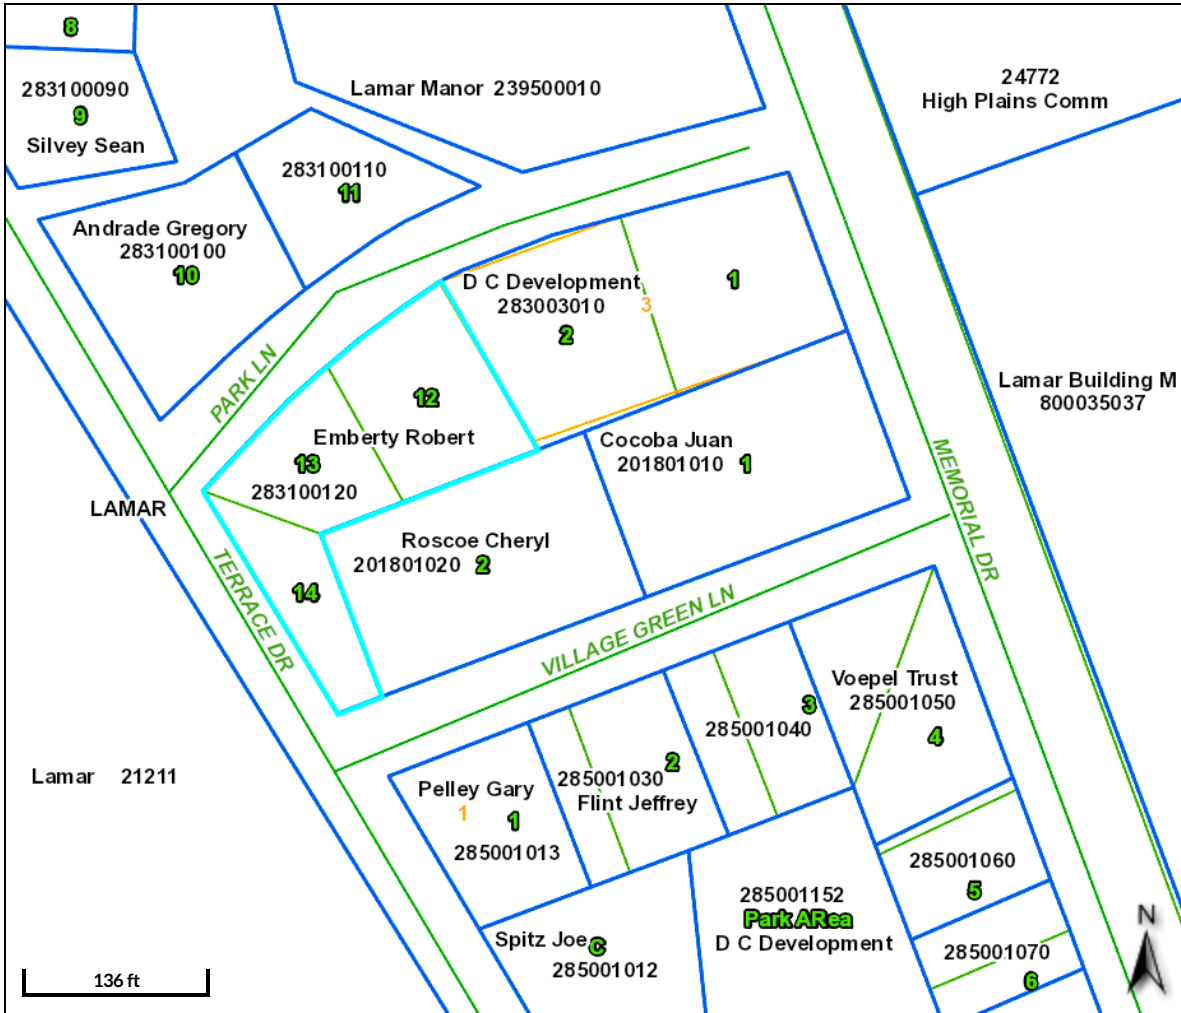 8
283100090
9
Silvey Sean
Lamar Manor 239500010
24772
High Plains Comm
283100110
11
Andrade Gregory
283100100
10
D C Development
283003010
3
2
1
PARK LN
12
Emberty Robert
13
283100120
Lamar Building M
800035037
Cocoba Juan
201801010 1
LAMAR
Roscoe Cheryl
201801020 2
MEMORIAL DR
TERRACE DR
14
VILLAGE GREEN LN
Voepel Trust
285001050
4
3
285001040
2
285001030
Flint Jeffrey
Lamar 21211
Pelley Gary
1
1
285001013
285001060
5
285001152
Park ARea
D C Development
Spitz Joe
C
285001012
285001070
6
N
136 ft